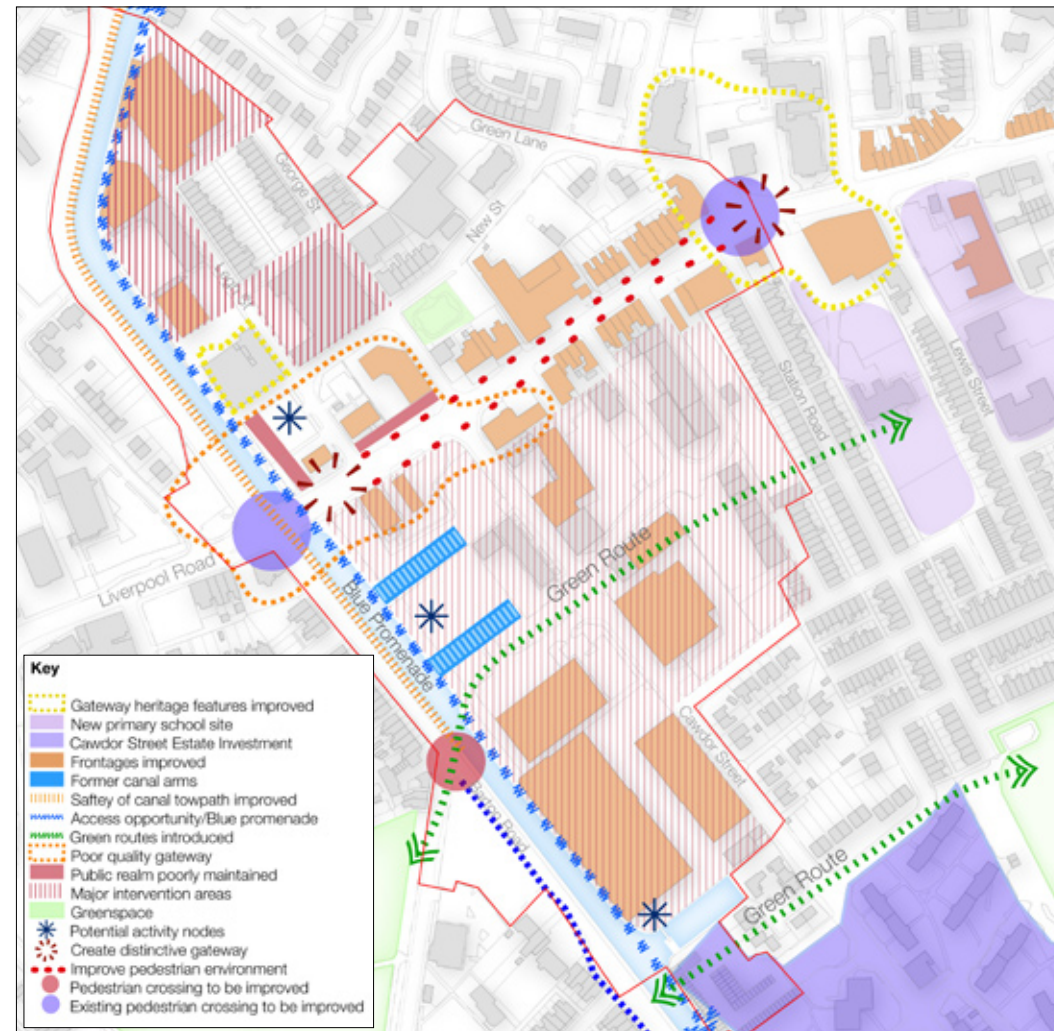 Green Lane
George St
New St
Legh St
Station Road
Lewis Street
Green Route
Liverpool Road
Blue Promenade
Cawdor Street
Barton Road
Green Route
Key
Gateway heritage features improved
New primary school site
Cawdor Street Estate Investment
Frontages improved
Former canal arms
Saftey of canal towpath improved
Access opportunity/Blue promenade
Green routes introduced
Poor quality gateway
Public realm poorly maintained
Major intervention areas
Greenspace
Potential activity nodes
Create distinctive gateway
Improve pedestrian environment
Pedestrian crossing to be improved
Existing pedestrian crossing to be improved